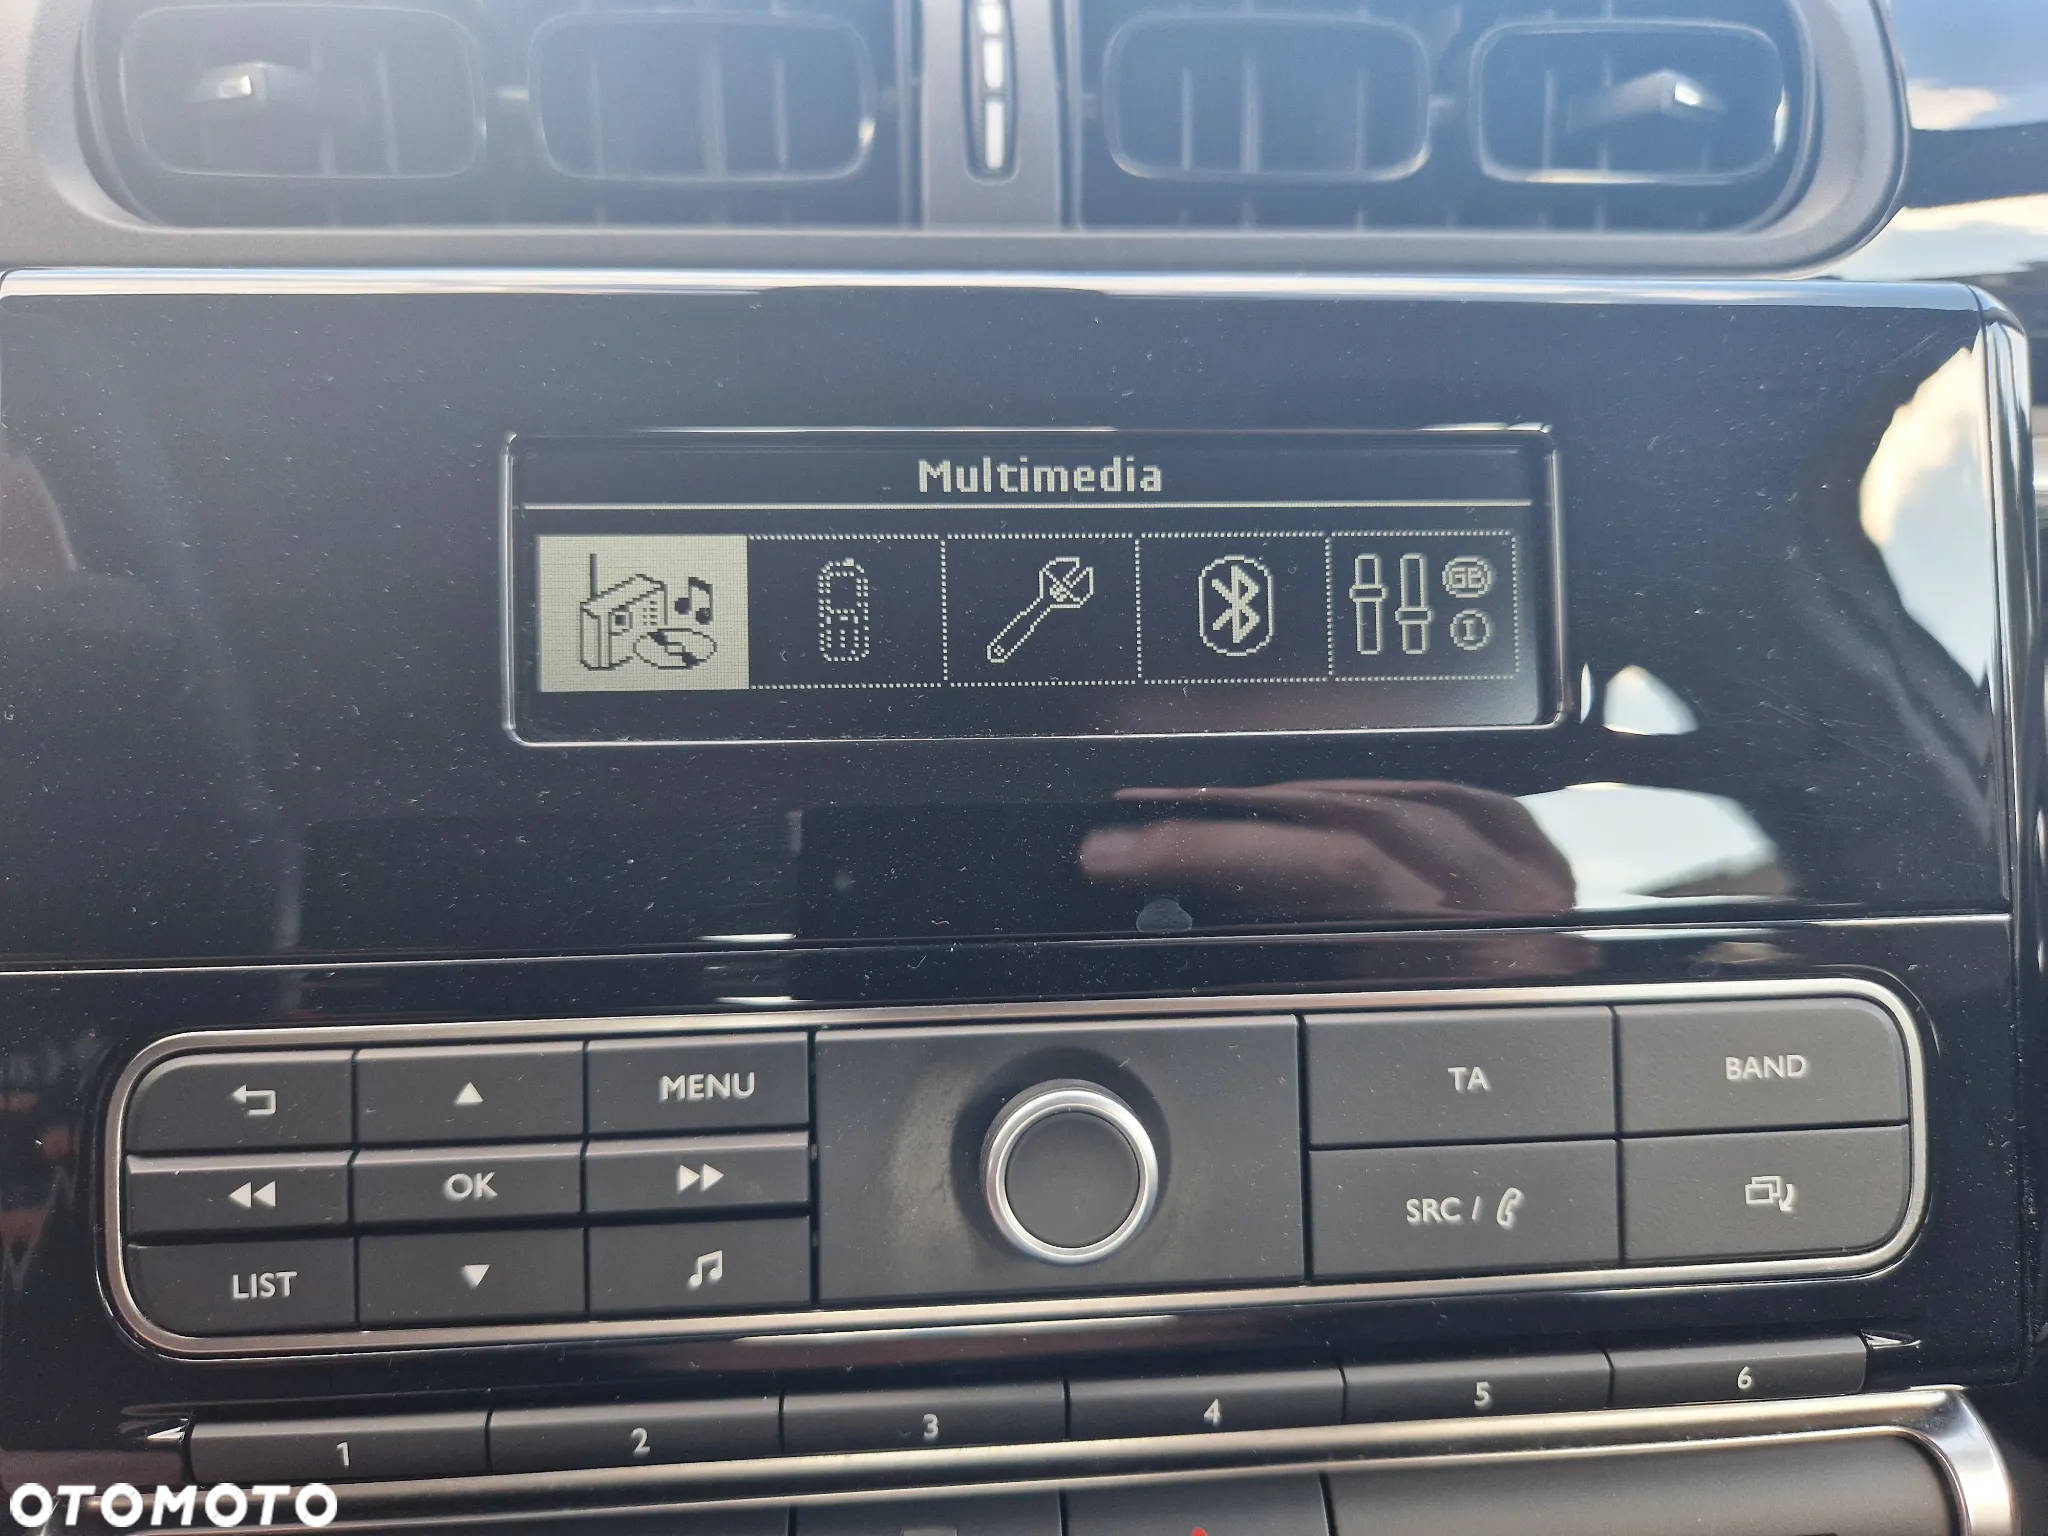 Multimedia
GB
I
MENU
TA
BAND
OK
SRC /
LIST
1
2
3
4
5
6
OTOMOTO